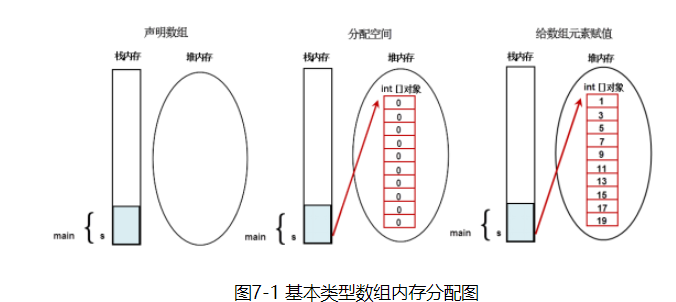 声明数组
栈内存 堆内存
main { s
分配空间
栈内存 堆内存
int []对象
0
0
0
0
0
0
0
0
0
0
main { s
给数组元素赋值
栈内存 堆内存
int []对象
1
3
5
7
9
11
13
15
17
19
main { s
图7-1 基本类型数组内存分配图